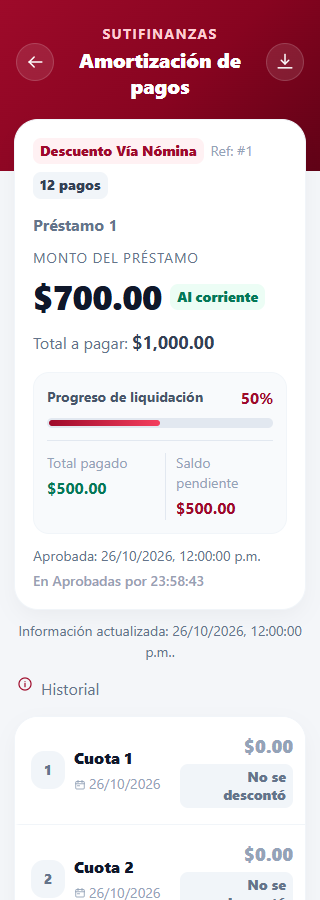 SUTIFINANZAS
Amortización de
pagos
Descuento Vía Nómina Ref: #1
12 pagos
Préstamo 1
MONTO DEL PRÉSTAMO
$700.00 Al corriente
Total a pagar: $1,000.00
Progreso de liquidación 50%
Total pagado
$500.00
Saldo
pendiente
$500.00
Aprobada: 26/10/2026, 12:00:00 p.m.
En Aprobadas por 23:58:43
Información actualizada: 26/10/2026, 12:00:00
p.m..
Historial
1
Cuota 1
26/10/2026
$0.00
No se
descontó
2
Cuota 2
26/10/2026
$0.00
No se
descontó